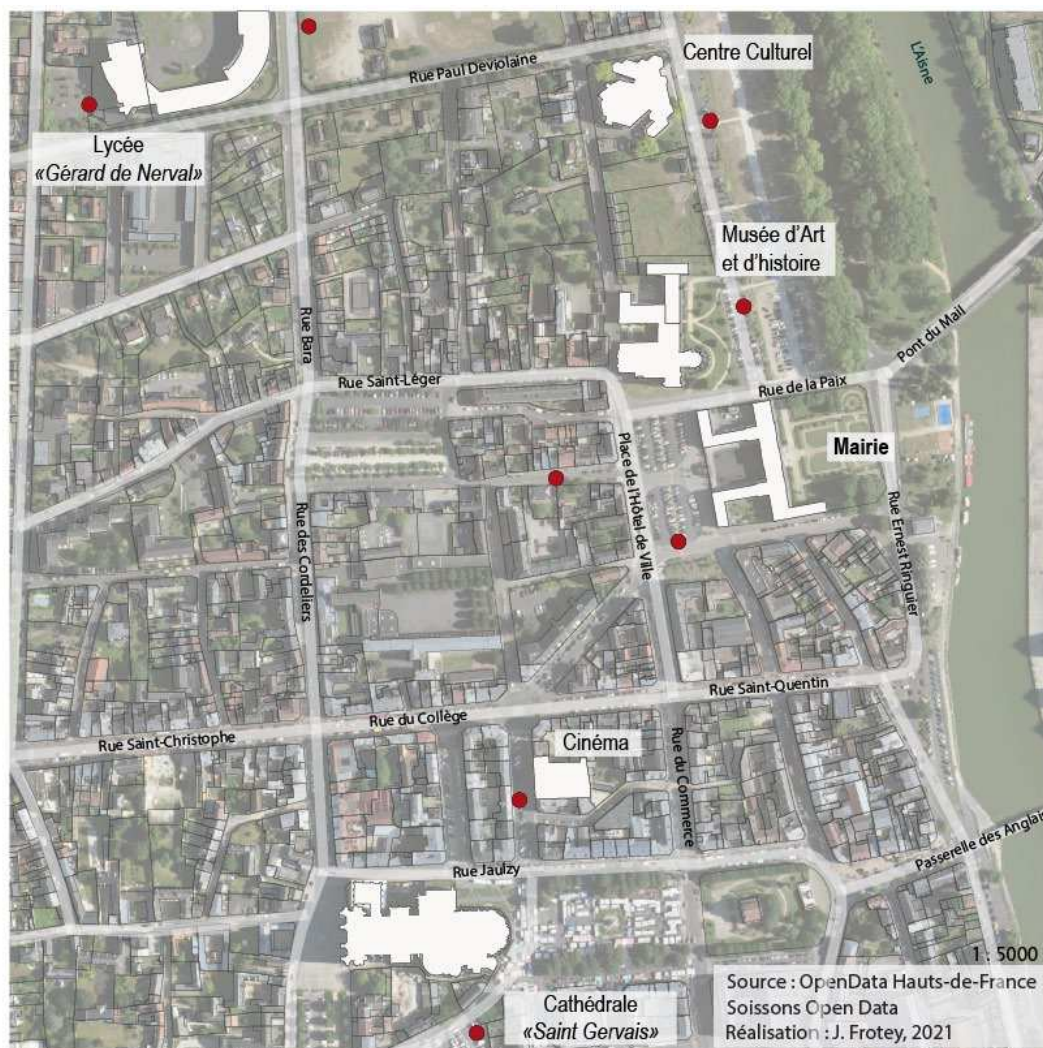 L'Aisne
Centre Culturel
Rue Paul Deviolaine
Lycée
«Gérard de Nerval»
Musée d'Art
et d'histoire
Rue Bara
Pont du Mail
Rue Saint-Léger
Rue de la Paix
Mairie
Place de l'Hôtel de Ville
Rue des Cordeliers
Rue Ernest Ringuier
Rue Saint-Quentin
Rue du Collège
Rue Saint-Christophe
Cinéma
Rue du Commerce
Passerelle des Anglais
Rue Jaulzy
1 : 5000
Source : OpenData Hauts-de-France
Soissons Open Data
Réalisation : J. Frotey, 2021
Cathédrale
«Saint Gervais»